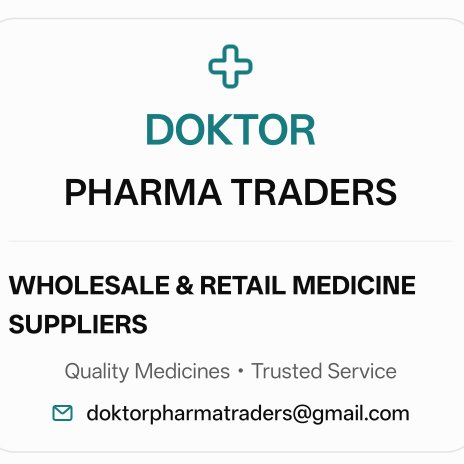 DOKTOR
PHARMA TRADERS
WHOLESALE & RETAIL MEDICINE
SUPPLIERS
Quality Medicines • Trusted Service
doktorpharmatraders@gmail.com